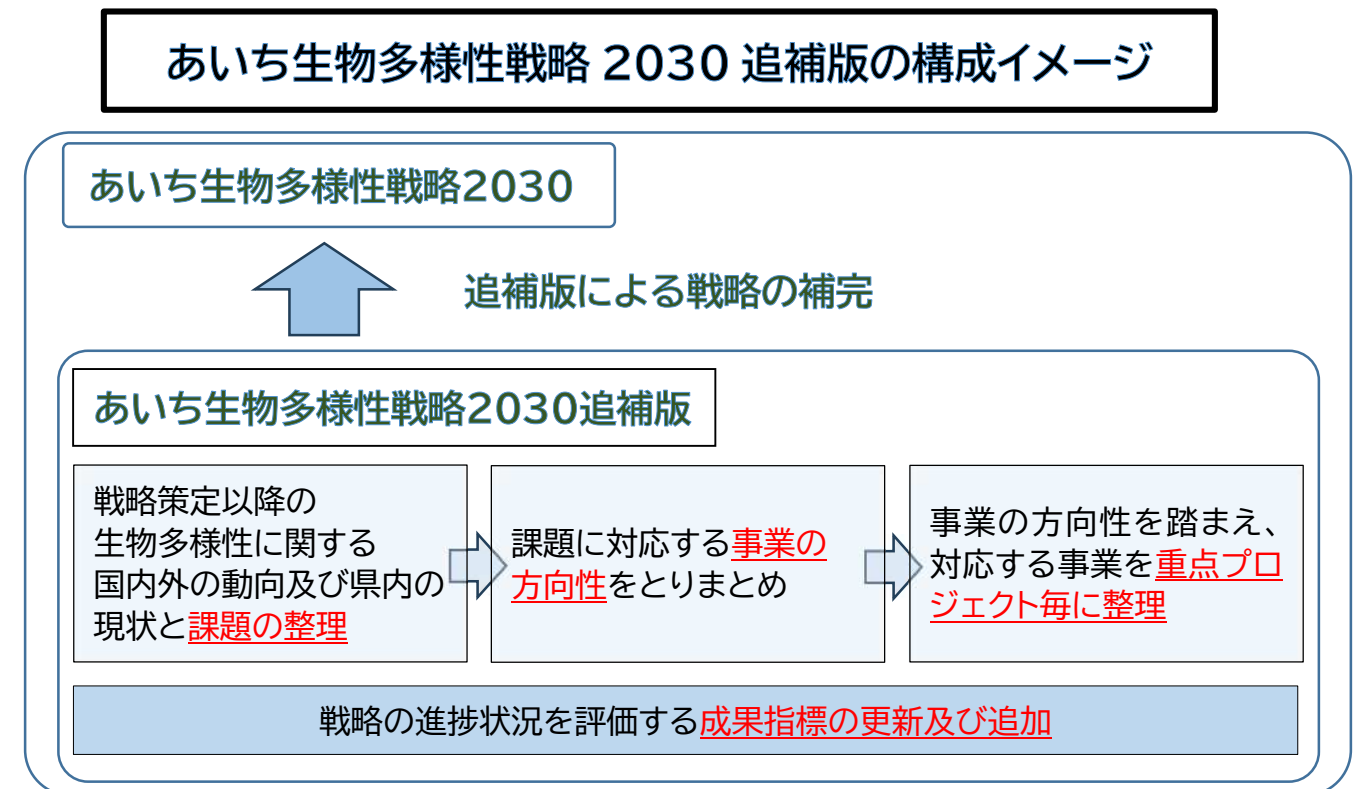 あいち生物多様性戦略 2030 追補版の構成イメージ
あいち生物多様性戦略2030
追補版による戦略の補完
あいち生物多様性戦略2030追補版
戦略策定以降の
生物多様性に関する
国内外の動向及び県内の
現状と課題の整理
課題に対応する事業の
方向性をとりまとめ
事業の方向性を踏まえ、
対応する事業を重点プロ
ジェクト毎に整理
戦略の進捗状況を評価する成果指標の更新及び追加